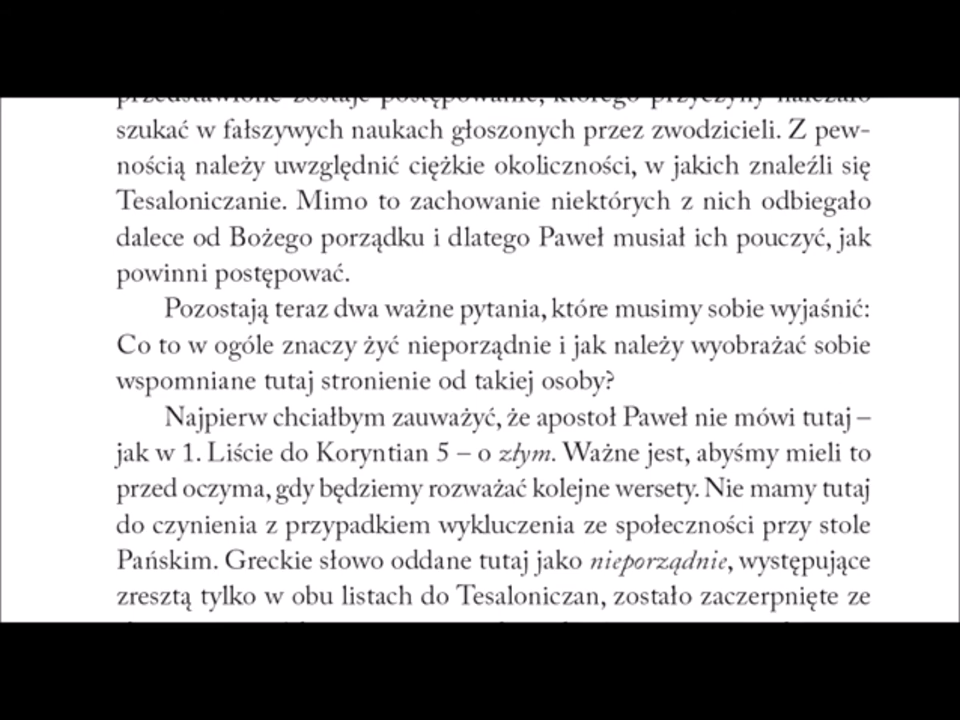 szukać w fałszywych naukach głoszonych przez zwodzicieli. Z pew-
nością należy uwzględnić ciężkie okoliczności, w jakich znaleźli się
Tesaloniczanie. Mimo to zachowanie niektórych z nich odbiegało
dalece od Bożego porządku i dlatego Paweł musiał ich pouczyć, jak
powinni postępować.
Pozostają teraz dwa ważne pytania, które musimy sobie wyjaśnić:
Co to w ogóle znaczy żyć nieporządnie i jak należy wyobrażać sobie
wspomniane tutaj stronienie od takiej osoby?
Najpierw chciałbym zauważyć, że apostoł Paweł nie mówi tutaj –
jak w 1. Liście do Koryntian 5 – o złym. Ważne jest, abyśmy mieli to
przed oczyma, gdy będziemy rozważać kolejne wersety. Nie mamy tutaj
do czynienia z przypadkiem wykluczenia ze społeczności przy stole
Pańskim. Greckie słowo oddane tutaj jako nieporządnie, występujące
zresztą tylko w obu listach do Tesaloniczan, zostało zaczerpnięte ze